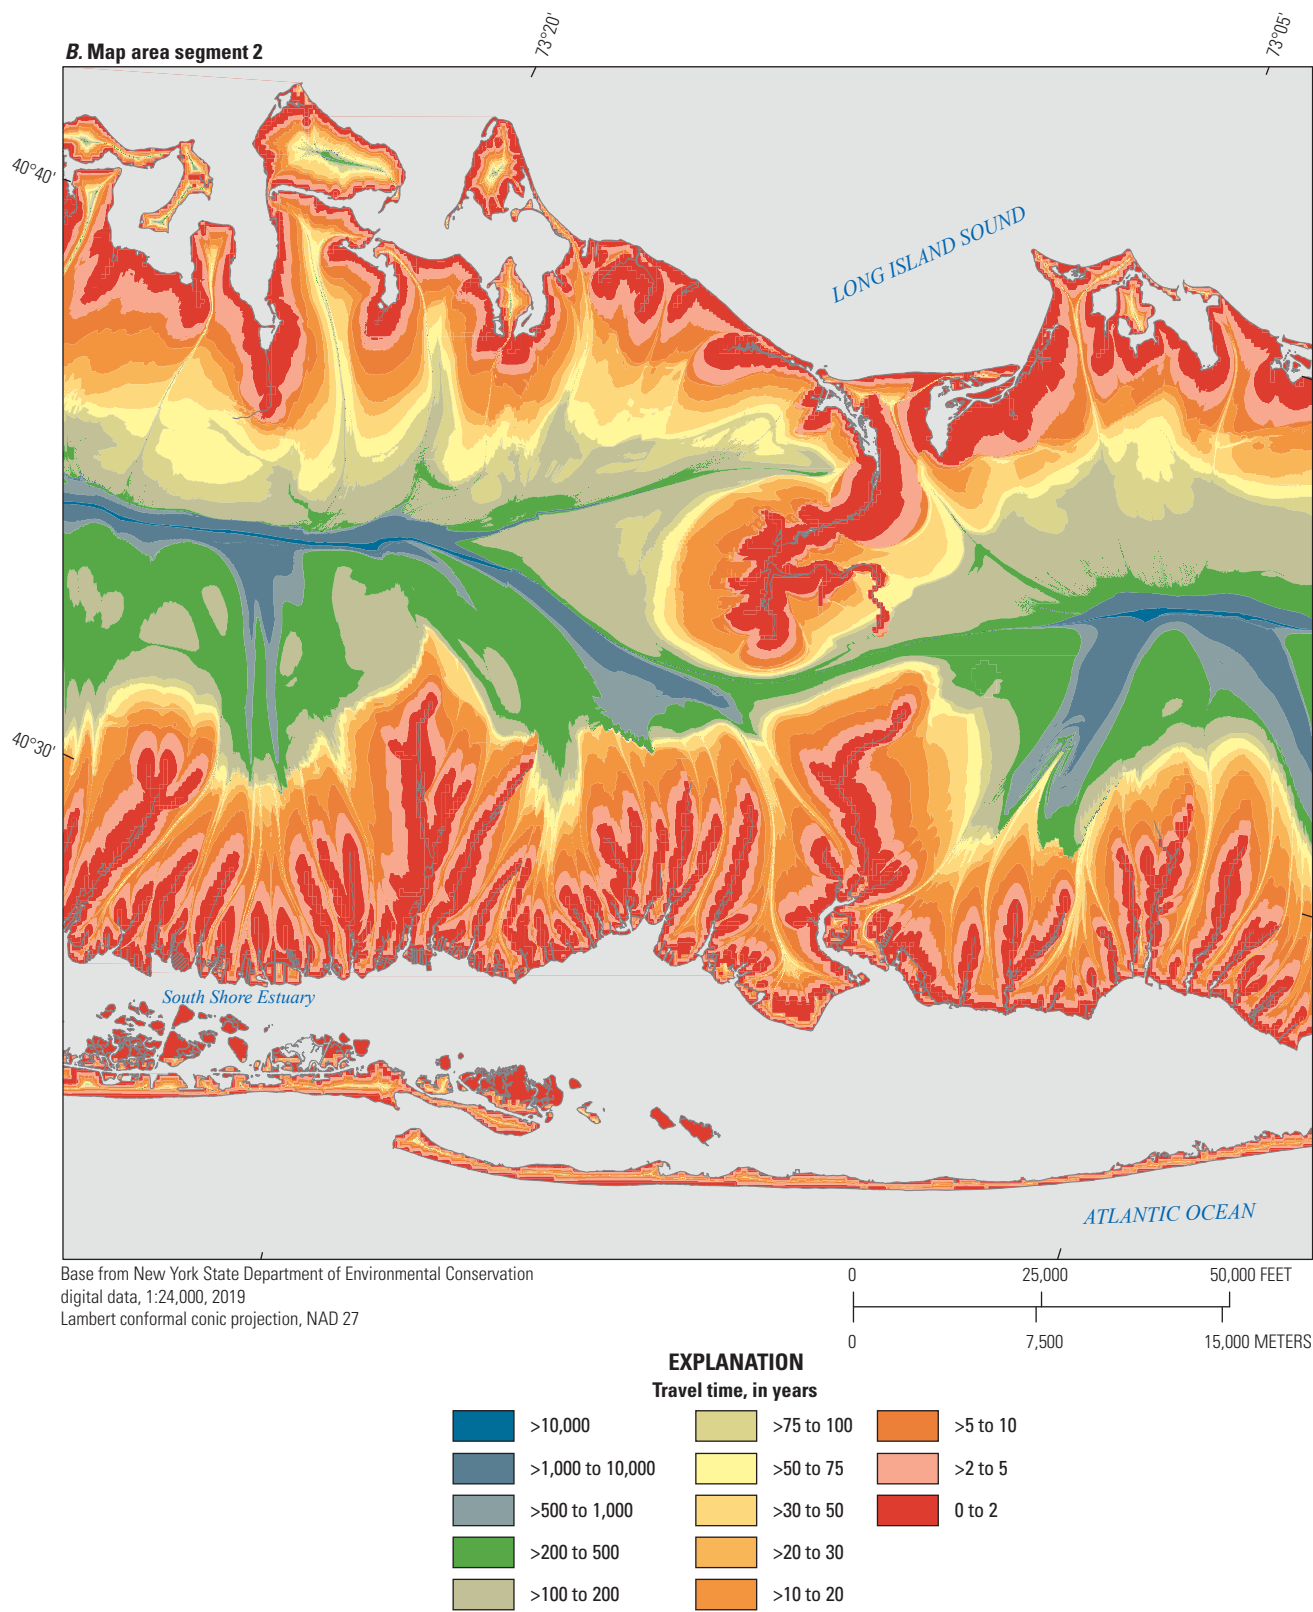 B. Map area segment 2
73°20'
73°05'
40°40'
LONG ISLAND SOUND
40°30'
South Shore Estuary
ATLANTIC OCEAN
Base from New York State Department of Environmental Conservation
digital data, 1:24,000, 2019
Lambert conformal conic projection, NAD 27
0 25,000 50,000 FEET
0 7,500 15,000 METERS
EXPLANATION
Travel time, in years
>10,000
>1,000 to 10,000
>500 to 1,000
>200 to 500
>100 to 200
>75 to 100
>50 to 75
>30 to 50
>20 to 30
>10 to 20
>5 to 10
>2 to 5
0 to 2